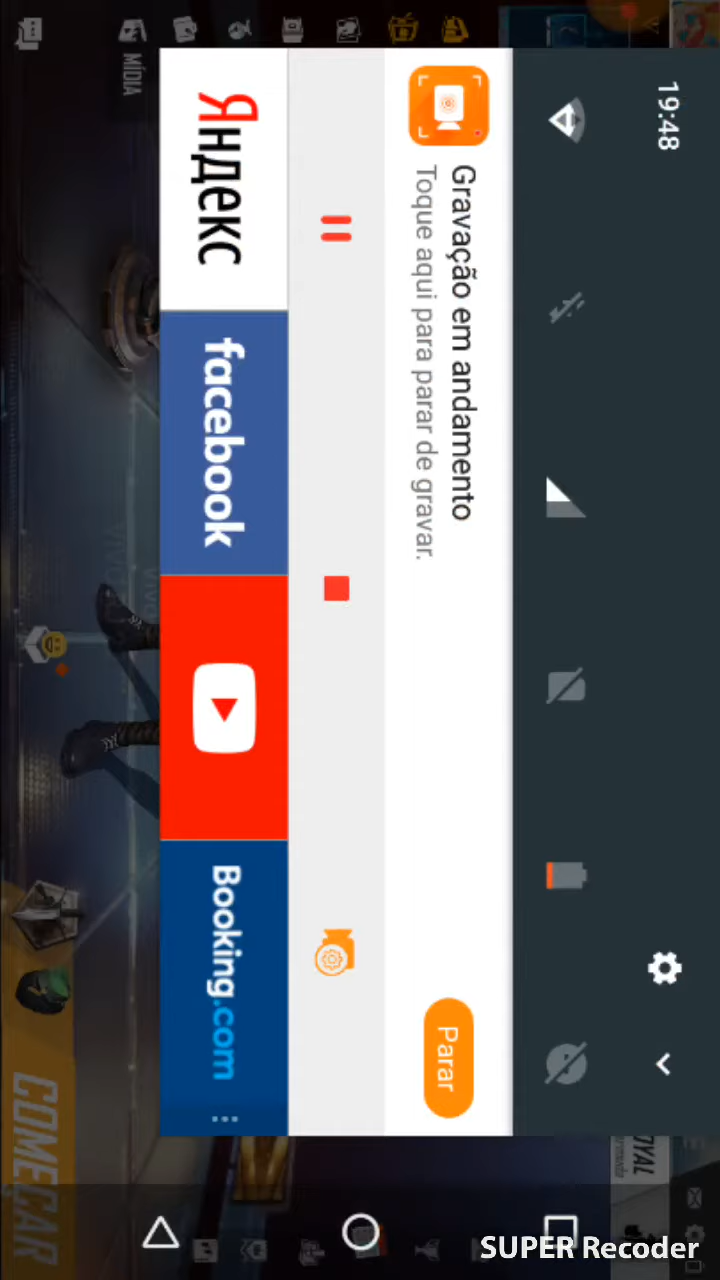 19:48
Gravação em andamento
Toque aqui para parar de gravar.
Parar
Яндекс
facebook
Booking.com
MÍDIA
OYAL
COMEÇAR
SUPER Recoder